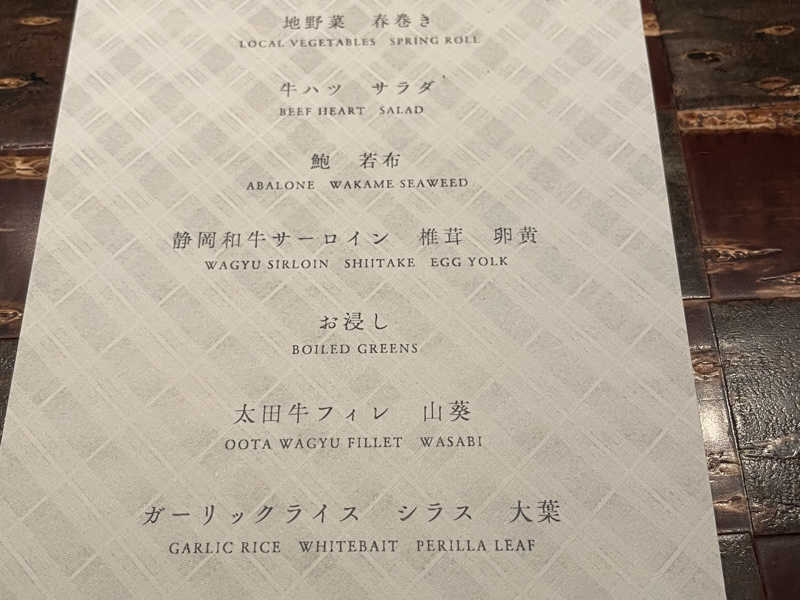 地野菜　春巻き
LOCAL VEGETABLES SPRING ROLL
牛ハツ　サラダ
BEEF HEART SALAD
鮑　若布
ABALONE WAKAME SEAWEED
静岡和牛サーロイン　椎茸　卵黄
WAGYU SIRLOIN SHIITAKE EGG YOLK
お浸し
BOILED GREENS
太田牛フィレ　山葵
OOTA WAGYU FILLET WASABI
ガーリックライス　シラス　大葉
GARLIC RICE WHITEBAIT PERILLA LEAF